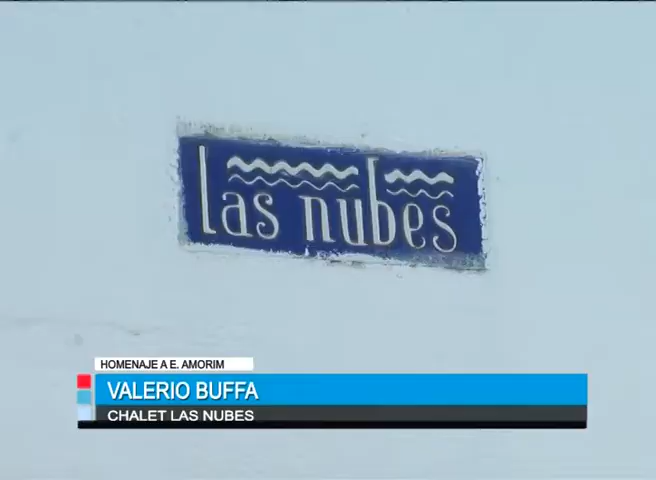 las nubes
HOMENAJE A E. AMORIM
VALERIO BUFFA
CHALET LAS NUBES